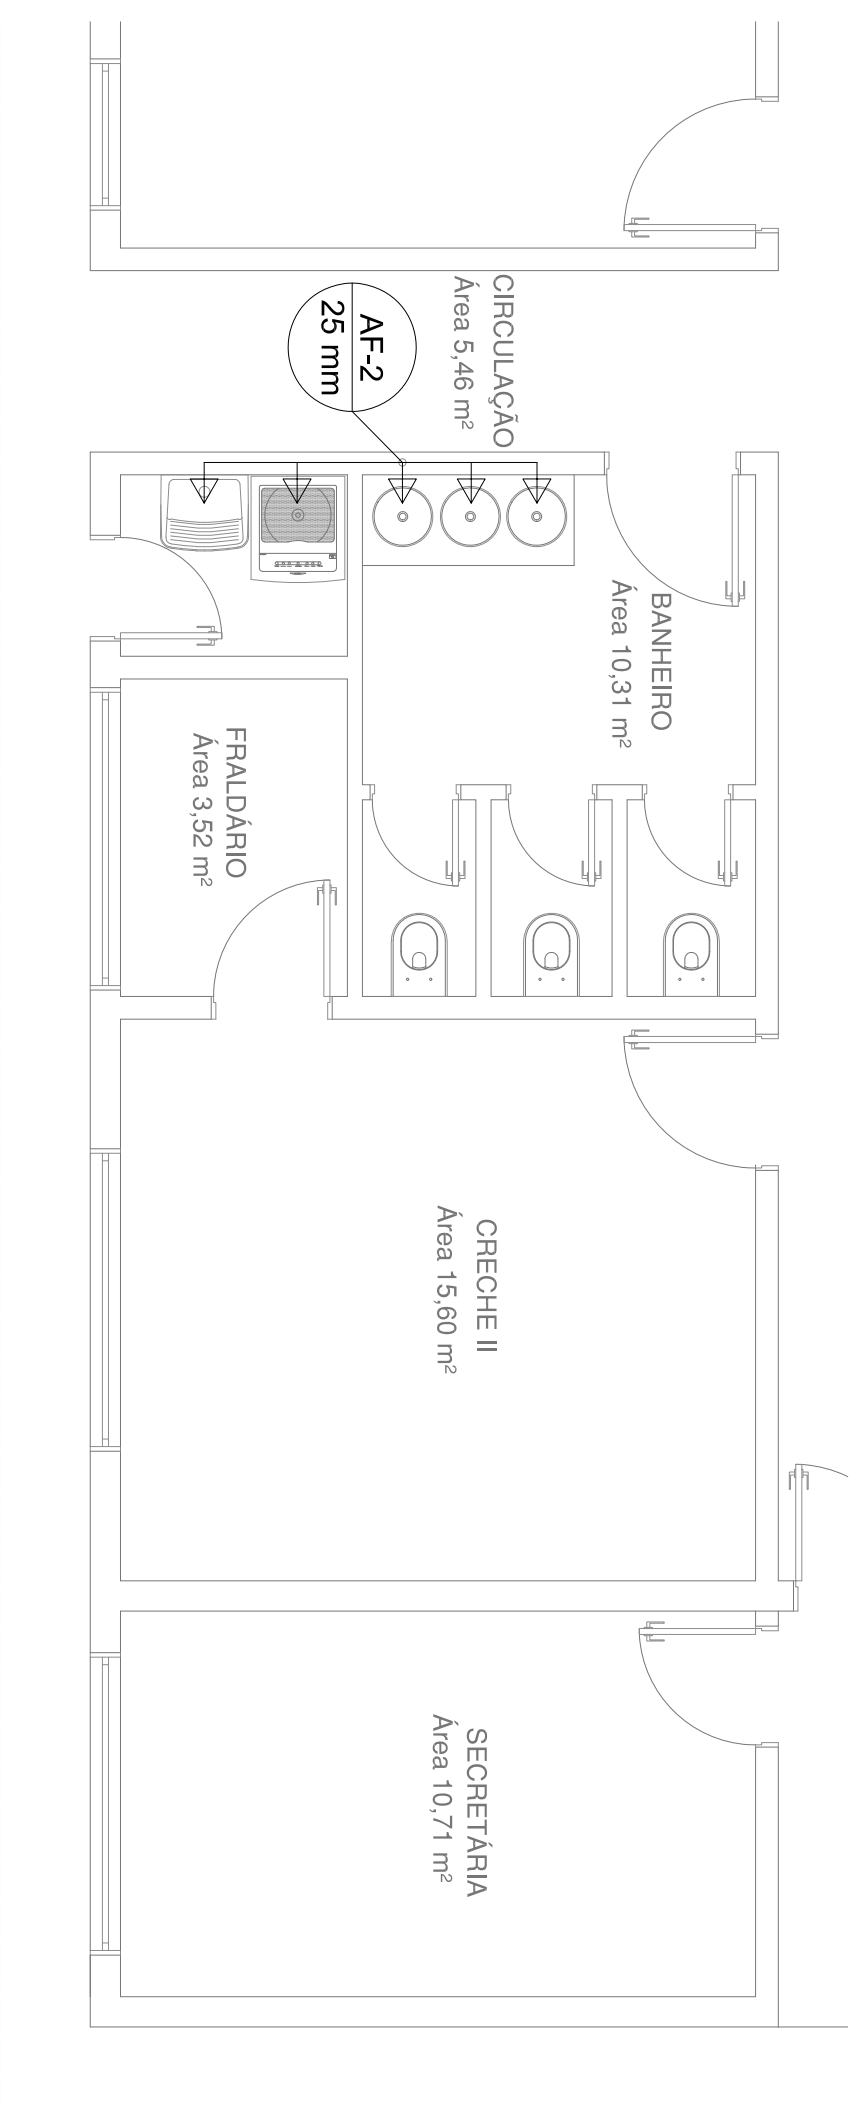 CIRCULAÇÃO
Área 5,46 m²
AF-2
25 mm
BANHEIRO
Área 10,31 m²
FRALDÁRIO
Área 3,52 m²
CRECHE II
Área 15,60 m²
SECRETÁRIA
Área 10,71 m²